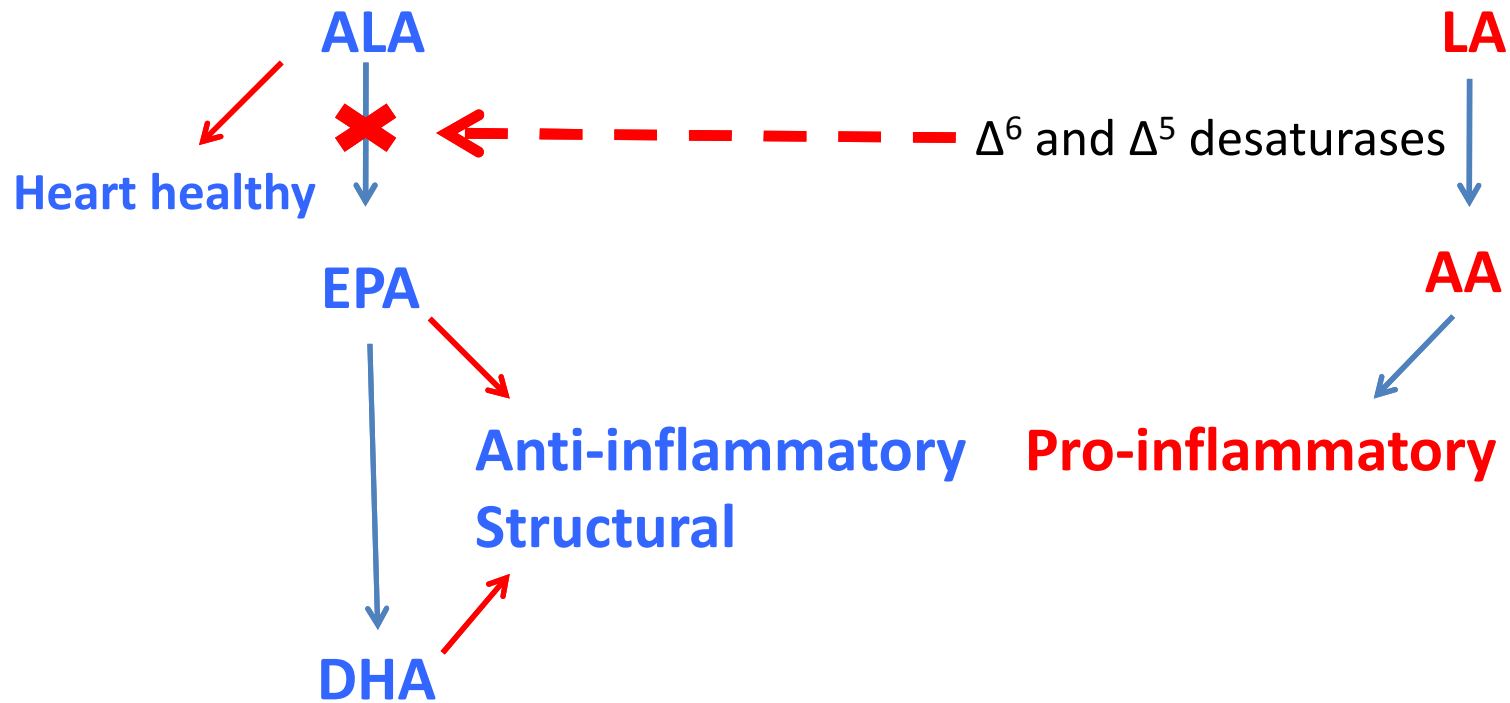 ALA
LA
Δ⁶ and Δ⁵ desaturases
Heart healthy
EPA
AA
Anti-inflammatory
Pro-inflammatory
Structural
DHA